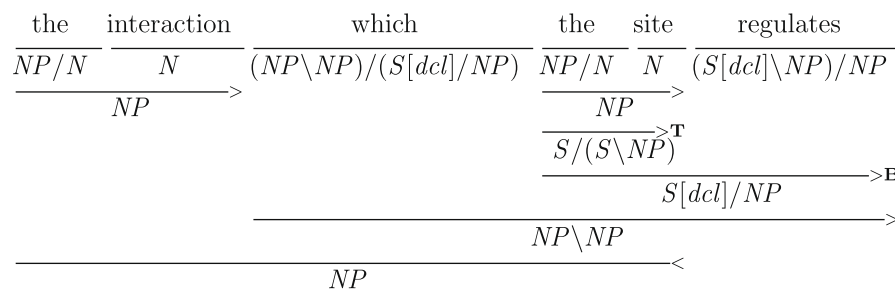 the interaction which the site regulates
NP/N N (NP\NP)/(S[dcl]/NP) NP/N N (S[dcl]\NP)/NP
> >
NP NP
>T
S/(S\NP)
>B
S[dcl]/NP
>
NP\NP
<
NP